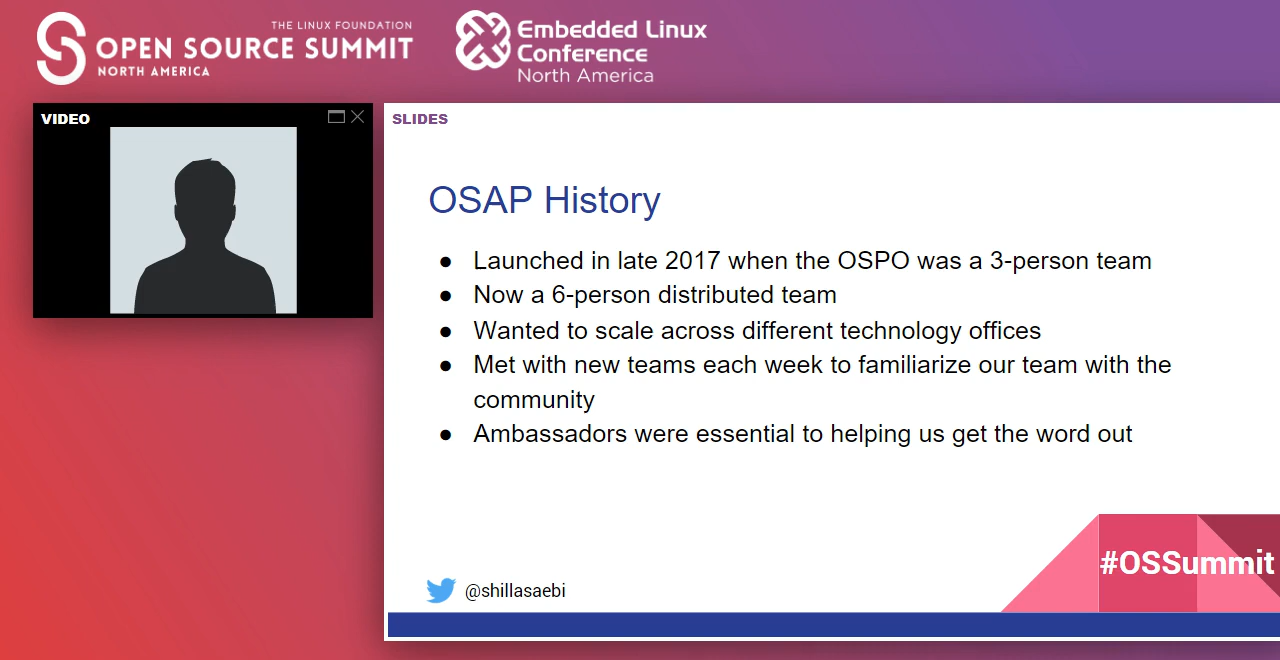 THE LINUX FOUNDATION
OPEN SOURCE SUMMIT
NORTH AMERICA
Embedded Linux
Conference
North America
VIDEO
SLIDES
OSAP History
● Launched in late 2017 when the OSPO was a 3-person team
● Now a 6-person distributed team
● Wanted to scale across different technology offices
● Met with new teams each week to familiarize our team with the
community
● Ambassadors were essential to helping us get the word out
#OSSummit
@shillasaebi